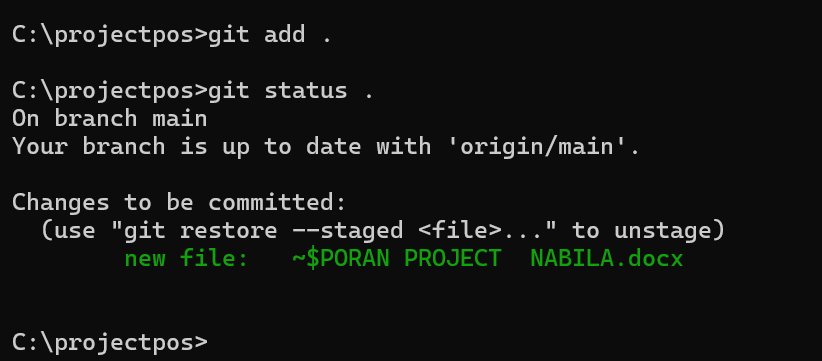 C:\projectpos>git add .
C:\projectpos>git status .
On branch main
Your branch is up to date with 'origin/main'.
Changes to be committed:
  (use "git restore --staged <file>..." to unstage)
        new file:   ~$PORAN PROJECT  NABILA.docx
C:\projectpos>